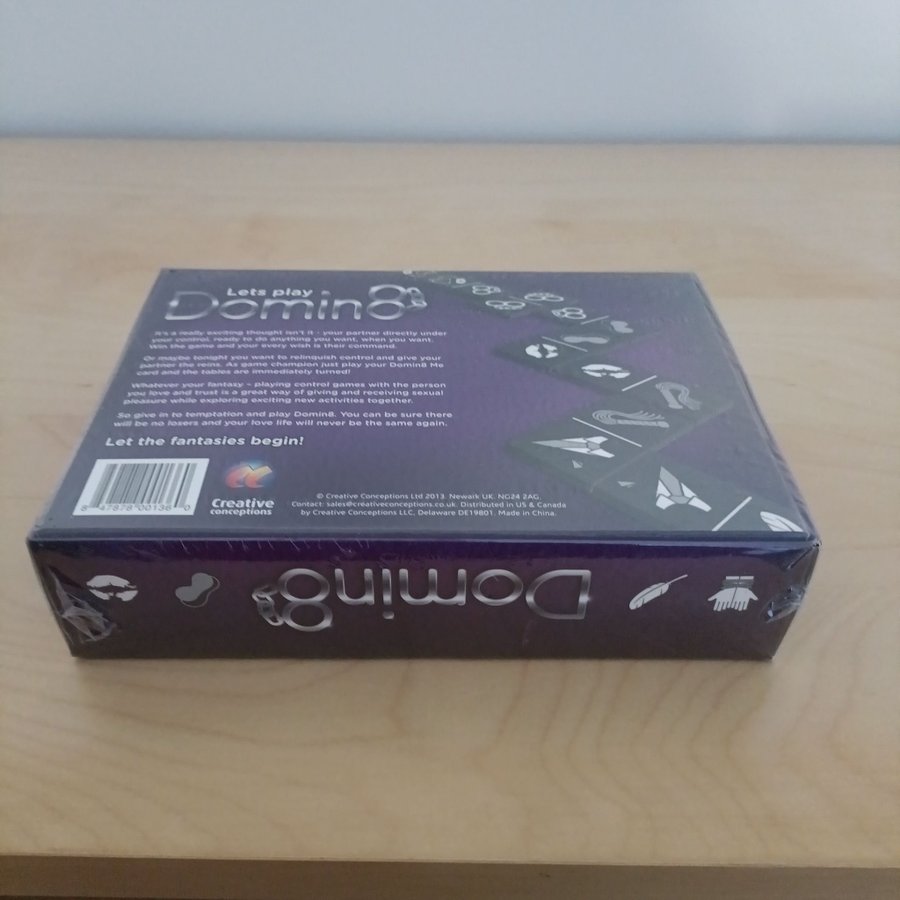 Lets play
Domin8
It's a really exciting thought isn't it - your partner directly under
your control, ready to do anything you want, when you want.
Win the game and your every wish is their command.
Or maybe tonight you want to relinquish control and give your
partner the reins. As game champion just play your Domin8 Me
card and the tables are immediately turned!
Whatever your fantasy - playing control games with the person
you love and trust is a great way of giving and receiving sexual
pleasure while exploring exciting new activities together.
So give in to temptation and play Domin8. You can be sure there
will be no losers and your love life will never be the same again.
Let the fantasies begin!
8 47878 00136 0
Creative
conceptions
© Creative Conceptions Ltd 2013. Newark UK. NG24 2AG.
Contact: sales@creativeconceptions.co.uk. Distributed in US & Canada
by Creative Conceptions LLC, Delaware DE19801. Made in China.
Domin8